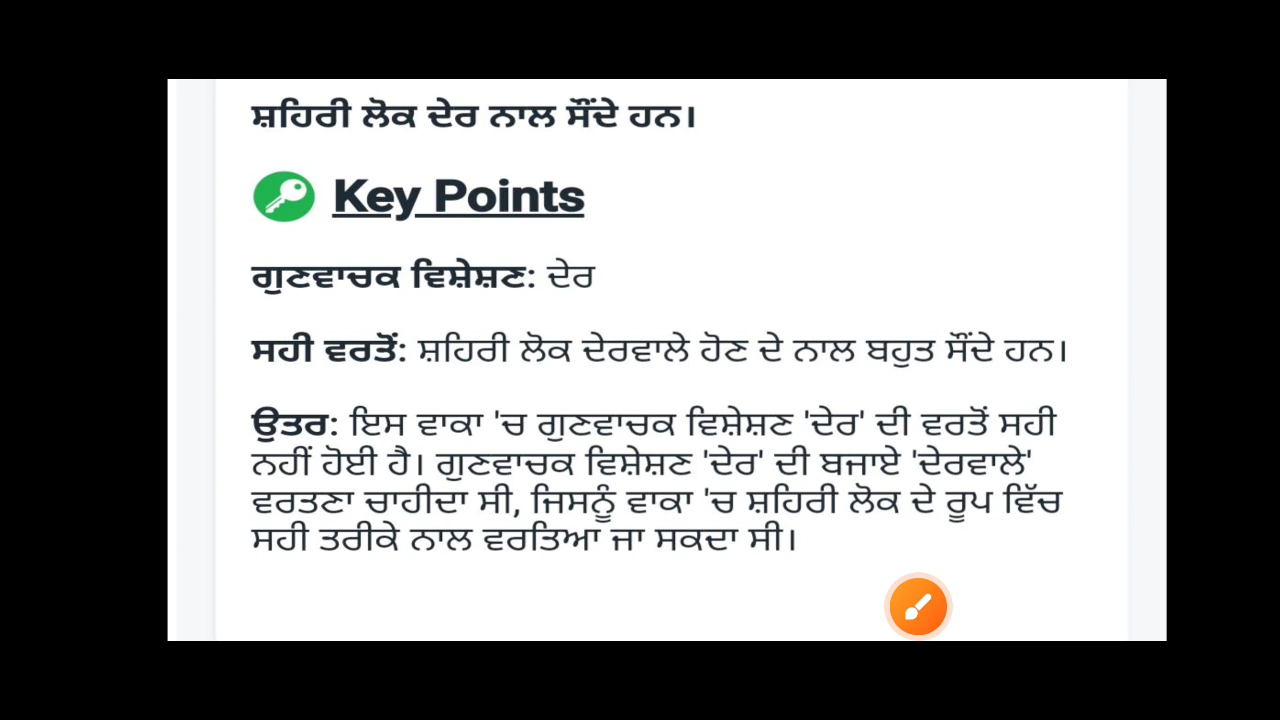 ਸ਼ਹਿਰੀ ਲੋਕ ਦੇਰ ਨਾਲ ਸੌਂਦੇ ਹਨ।
Key Points
ਗੁਣਵਾਚਕ ਵਿਸ਼ੇਸ਼ਣ: ਦੇਰ
ਸਹੀ ਵਰਤੋਂ: ਸ਼ਹਿਰੀ ਲੋਕ ਦੇਰਵਾਲੇ ਹੋਣ ਦੇ ਨਾਲ ਬਹੁਤ ਸੌਂਦੇ ਹਨ।
ਉਤਰ: ਇਸ ਵਾਕਾ 'ਚ ਗੁਣਵਾਚਕ ਵਿਸ਼ੇਸ਼ਣ 'ਦੇਰ' ਦੀ ਵਰਤੋਂ ਸਹੀ
ਨਹੀਂ ਹੋਈ ਹੈ। ਗੁਣਵਾਚਕ ਵਿਸ਼ੇਸ਼ਣ 'ਦੇਰ' ਦੀ ਬਜਾਏ 'ਦੇਰਵਾਲੇ'
ਵਰਤਣਾ ਚਾਹੀਦਾ ਸੀ, ਜਿਸਨੂੰ ਵਾਕਾ 'ਚ ਸ਼ਹਿਰੀ ਲੋਕ ਦੇ ਰੂਪ ਵਿੱਚ
ਸਹੀ ਤਰੀਕੇ ਨਾਲ ਵਰਤਿਆ ਜਾ ਸਕਦਾ ਸੀ।